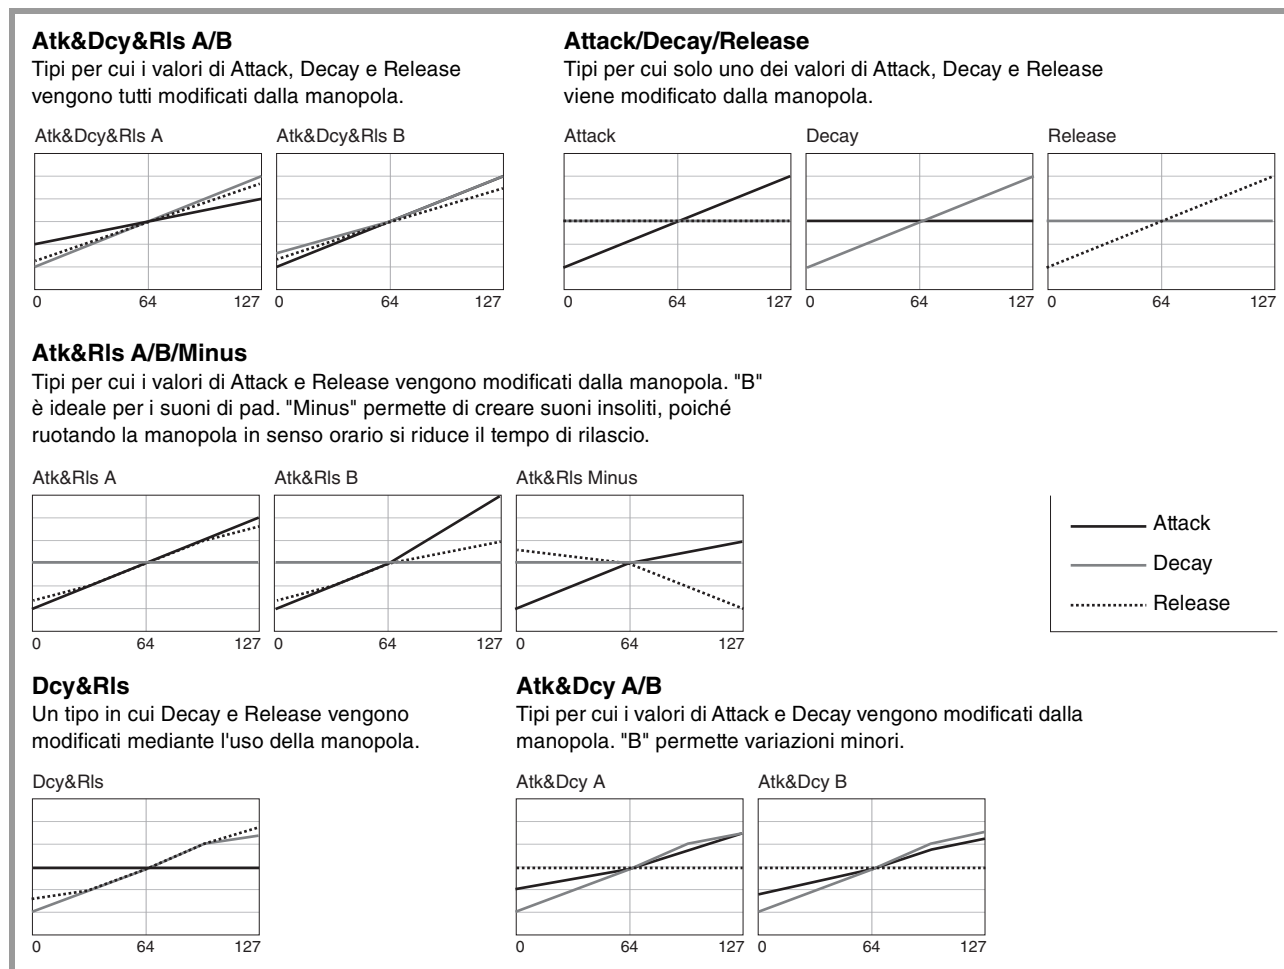 Atk&Dcy&Rls A/B
Tipi per cui i valori di Attack, Decay e Release
vengono tutti modificati dalla manopola.
Atk&Dcy&Rls A
0 64 127
Atk&Dcy&Rls B
0 64 127
Attack/Decay/Release
Tipi per cui solo uno dei valori di Attack, Decay e Release
viene modificato dalla manopola.
Attack
0 64 127
Decay
0 64 127
Release
0 64 127
Atk&Rls A/B/Minus
Tipi per cui i valori di Attack e Release vengono modificati dalla manopola. "B"
è ideale per i suoni di pad. "Minus" permette di creare suoni insoliti, poiché
ruotando la manopola in senso orario si riduce il tempo di rilascio.
Atk&Rls A
0 64 127
Atk&Rls B
0 64 127
Atk&Rls Minus
0 64 127
Attack
Decay
Release
Dcy&Rls
Un tipo in cui Decay e Release vengono
modificati mediante l'uso della manopola.
Dcy&Rls
0 64 127
Atk&Dcy A/B
Tipi per cui i valori di Attack e Decay vengono modificati dalla
manopola. "B" permette variazioni minori.
Atk&Dcy A
0 64 127
Atk&Dcy B
0 64 127